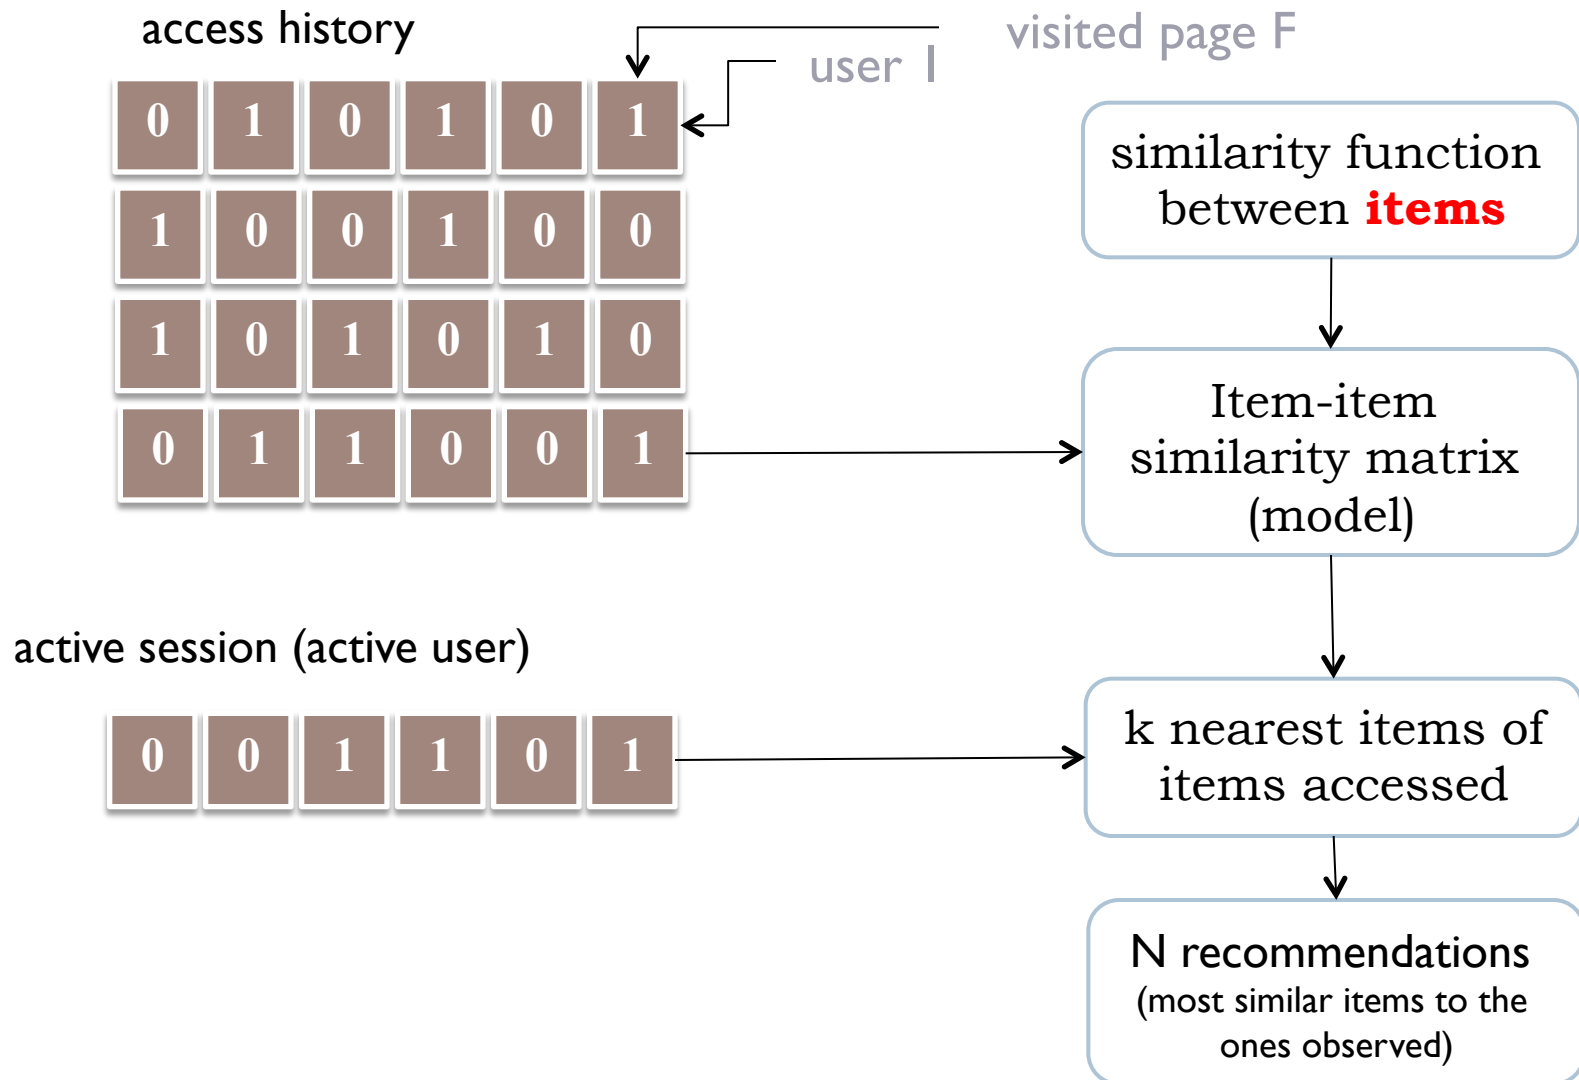 access history
visited page F
user 1
0 1 0 1 0 1
1 0 0 1 0 0
1 0 1 0 1 0
0 1 1 0 0 1
similarity function
between items
Item-item
similarity matrix
(model)
active session (active user)
0 0 1 1 0 1
k nearest items of
items accessed
N recommendations
(most similar items to the
ones observed)